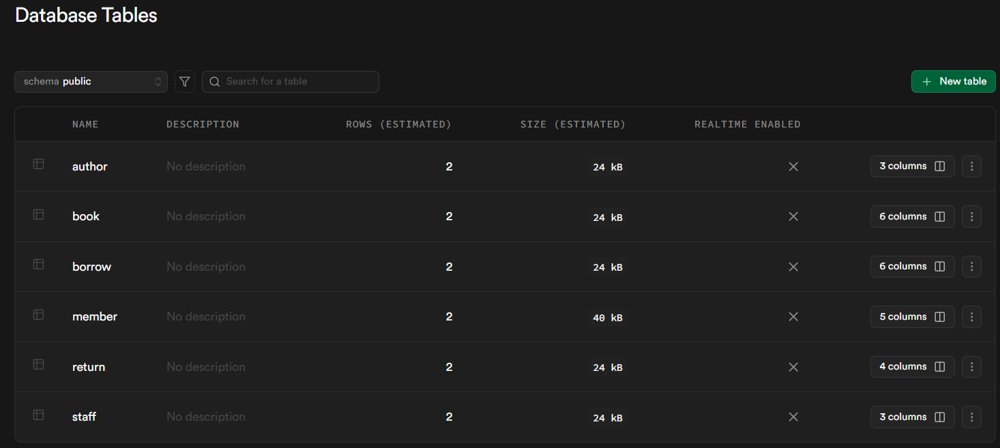 Database Tables
schema public Search for a table New table
NAME DESCRIPTION ROWS (ESTIMATED) SIZE (ESTIMATED) REALTIME ENABLED
author No description 2 24 kB 3 columns
book No description 2 24 kB 6 columns
borrow No description 2 24 kB 6 columns
member No description 2 40 kB 5 columns
return No description 2 24 kB 4 columns
staff No description 2 24 kB 3 columns